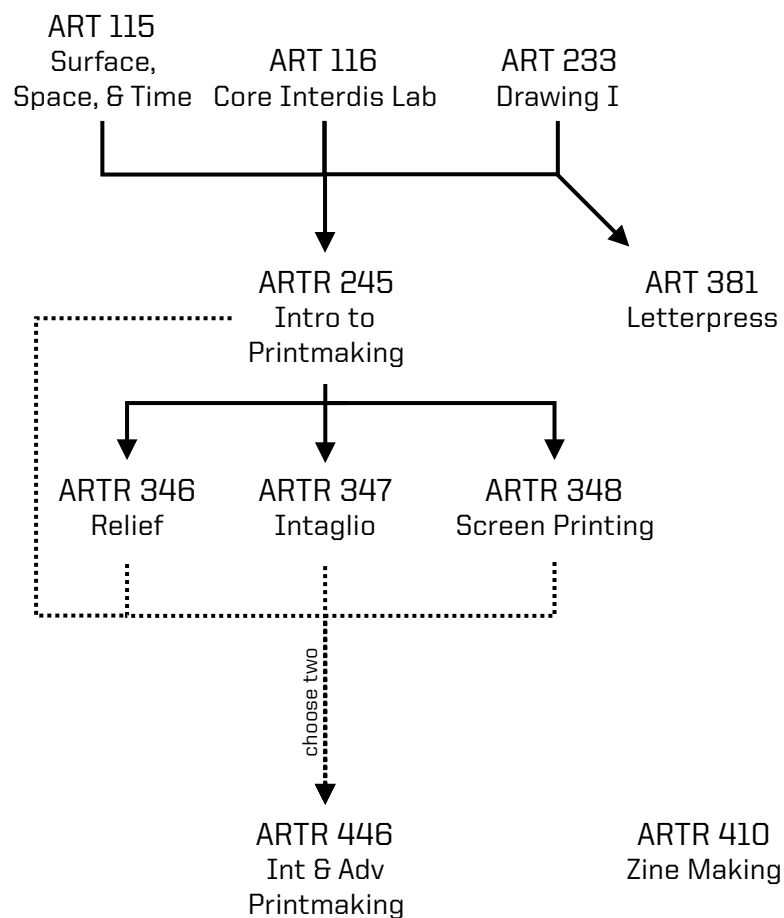 ART 115
Surface,
Space, & Time
ART 116
Core Interdis Lab
ART 233
Drawing I
ARTR 245
Intro to
Printmaking
ART 381
Letterpress
ARTR 346
Relief
ARTR 347
Intaglio
ARTR 348
Screen Printing
choose two
ARTR 446
Int & Adv
Printmaking
ARTR 410
Zine Making